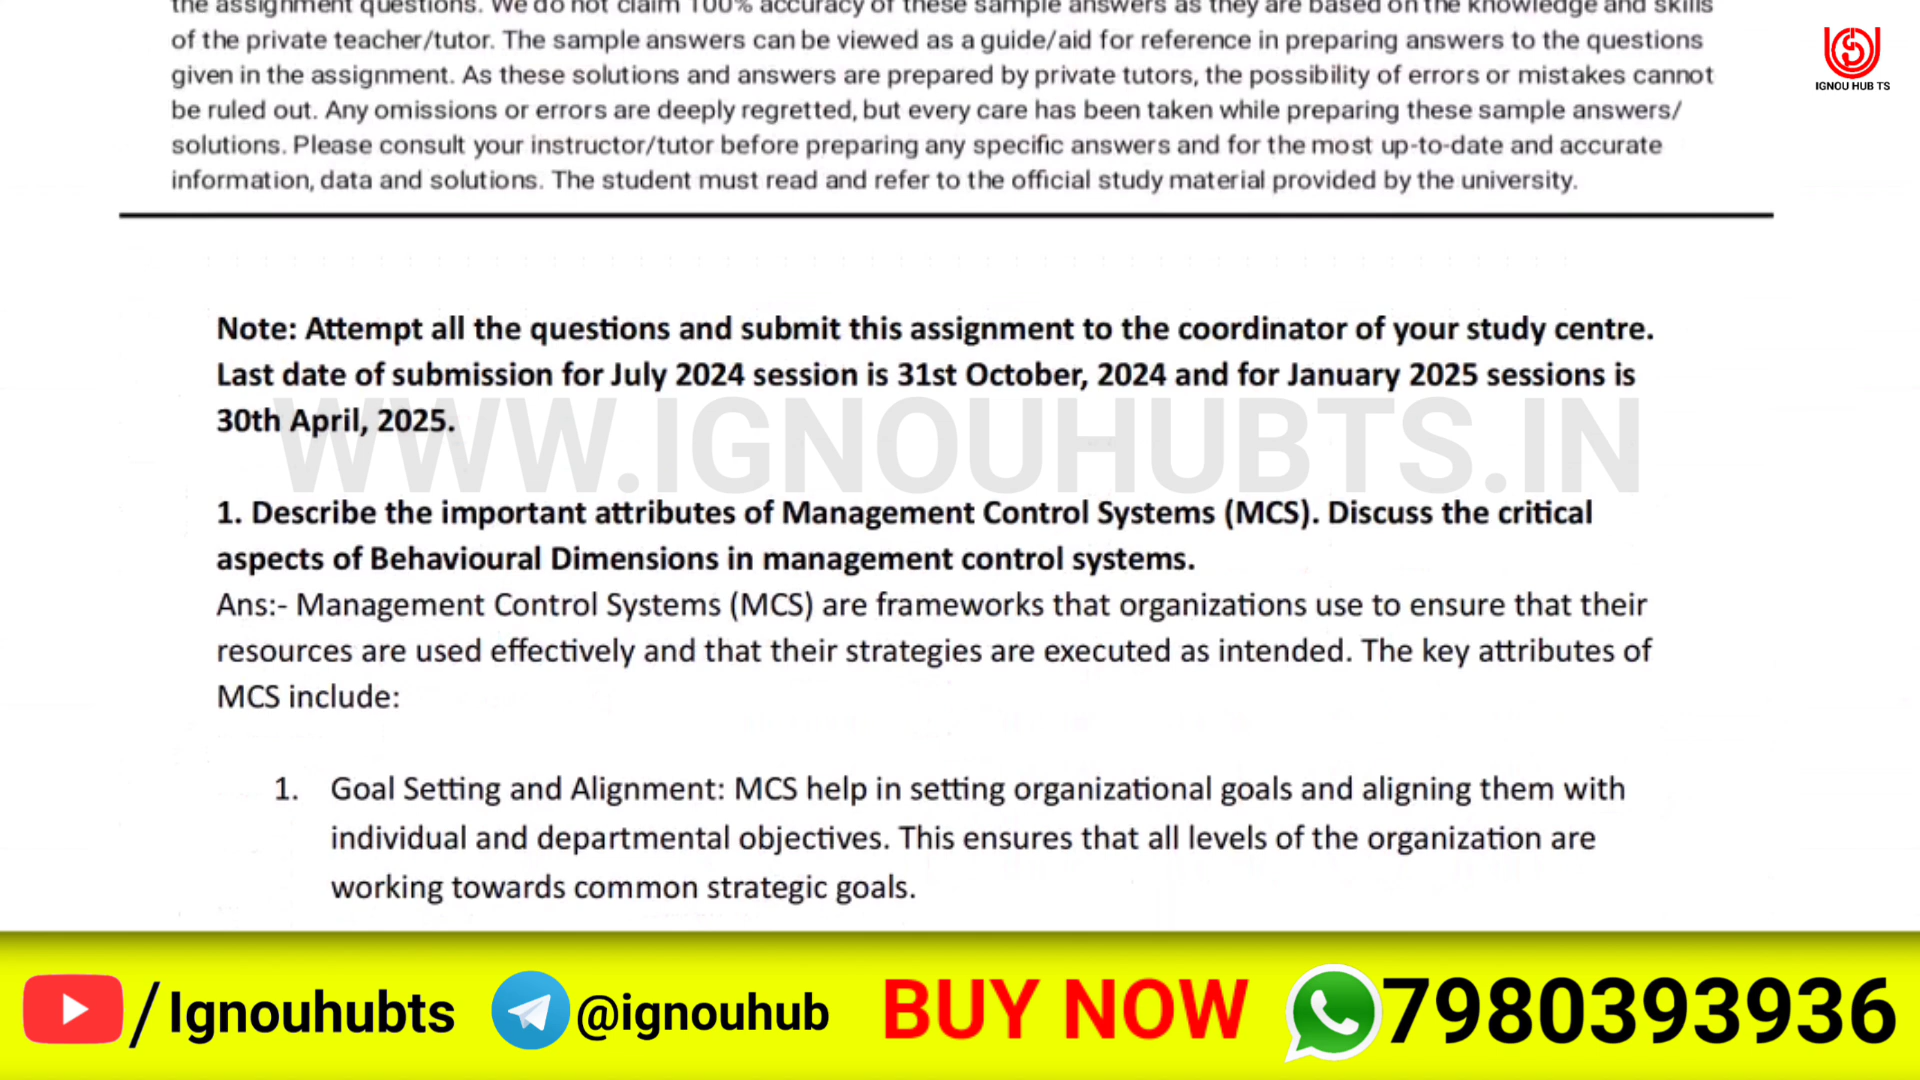 the assignment questions. We do not claim 100% accuracy of these sample answers as they are based on the knowledge and skills
of the private teacher/tutor. The sample answers can be viewed as a guide/aid for reference in preparing answers to the questions
given in the assignment. As these solutions and answers are prepared by private tutors, the possibility of errors or mistakes cannot
be ruled out. Any omissions or errors are deeply regretted, but every care has been taken while preparing these sample answers/
solutions. Please consult your instructor/tutor before preparing any specific answers and for the most up-to-date and accurate
information, data and solutions. The student must read and refer to the official study material provided by the university.
IGNOU HUB TS
Note: Attempt all the questions and submit this assignment to the coordinator of your study centre.
Last date of submission for July 2024 session is 31st October, 2024 and for January 2025 sessions is
30th April, 2025.
WWW.IGNOUHUBTS.IN
1. Describe the important attributes of Management Control Systems (MCS). Discuss the critical
aspects of Behavioural Dimensions in management control systems.
Ans:- Management Control Systems (MCS) are frameworks that organizations use to ensure that their
resources are used effectively and that their strategies are executed as intended. The key attributes of
MCS include:
1. Goal Setting and Alignment: MCS help in setting organizational goals and aligning them with
individual and departmental objectives. This ensures that all levels of the organization are
working towards common strategic goals.
/Ignouhubts @ignouhub BUY NOW 7980393936